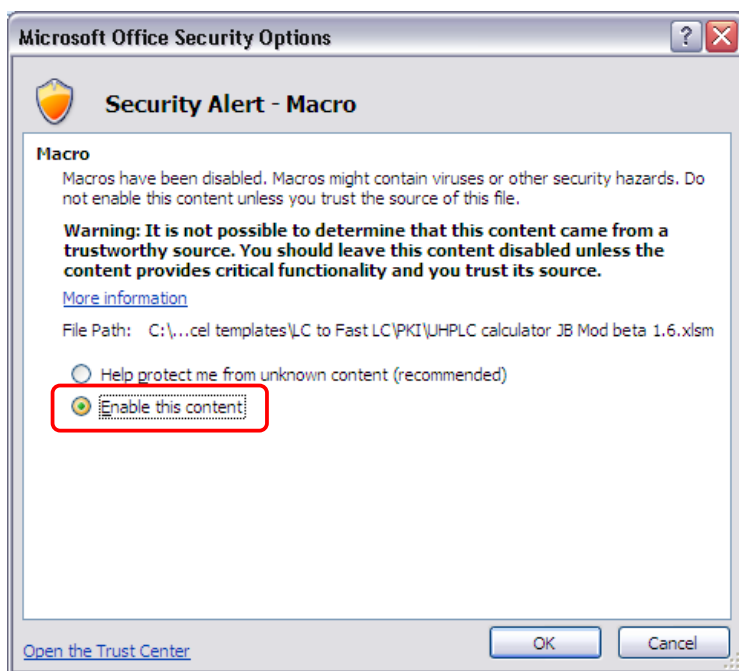 Microsoft Office Security Options
Security Alert - Macro
Macro
Macros have been disabled. Macros might contain viruses or other security hazards. Do
not enable this content unless you trust the source of this file.
Warning: It is not possible to determine that this content came from a
trustworthy source. You should leave this content disabled unless the
content provides critical functionality and you trust its source.
More information
File Path: C:\...cel templates\LC to Fast LC\PKI\UHPLC calculator JB Mod beta 1.6.xlsm
Help protect me from unknown content (recommended)
Enable this content
Open the Trust Center
OK
Cancel